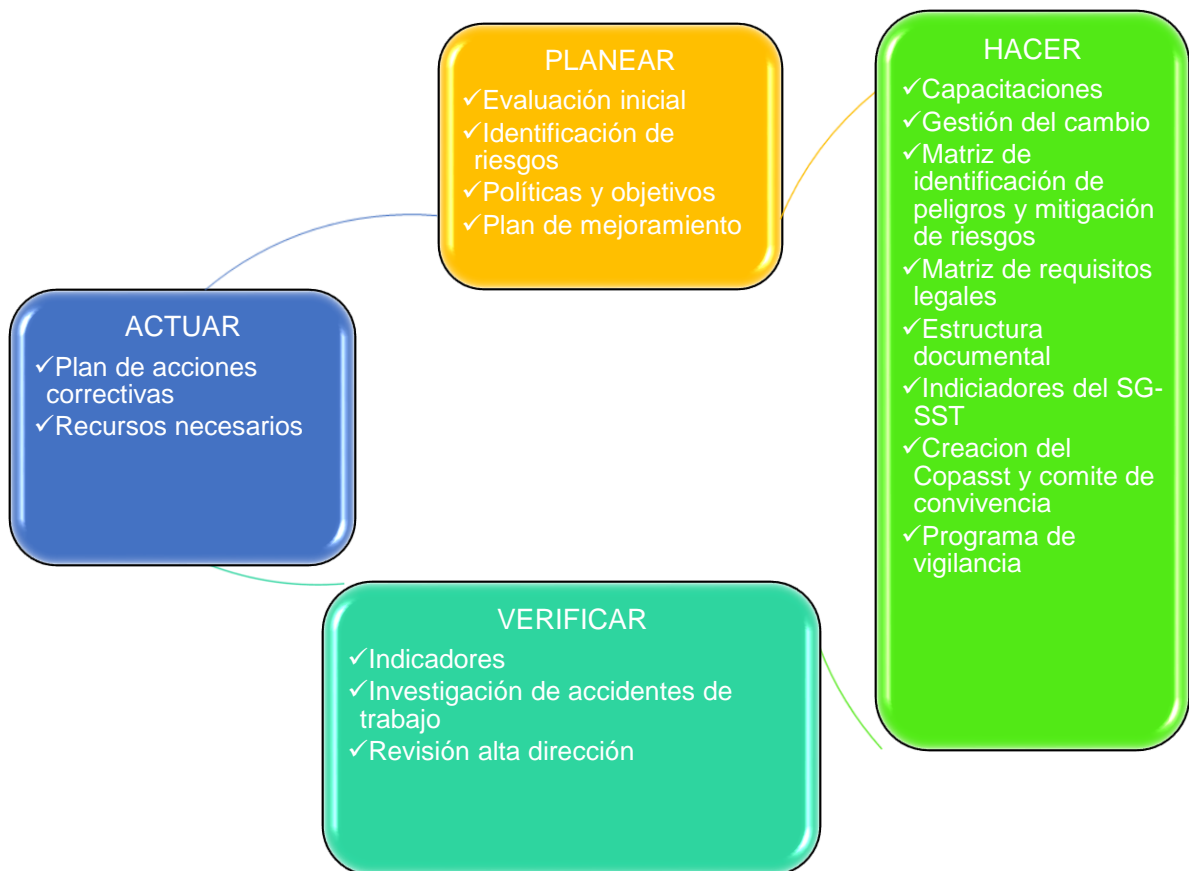 PLANEAR
✓Evaluación inicial
✓Identificación de
riesgos
✓Políticas y objetivos
✓Plan de mejoramiento
HACER
✓Capacitaciones
✓Gestión del cambio
✓Matriz de
identificación de
peligros y mitigación
de riesgos
✓Matriz de requisitos
legales
✓Estructura
documental
✓Indiciadores del SG-
SST
✓Creacion del
Copasst y comite de
convivencia
✓Programa de
vigilancia
VERIFICAR
✓Indicadores
✓Investigación de accidentes de
trabajo
✓Revisión alta dirección
ACTUAR
✓Plan de acciones
correctivas
✓Recursos necesarios